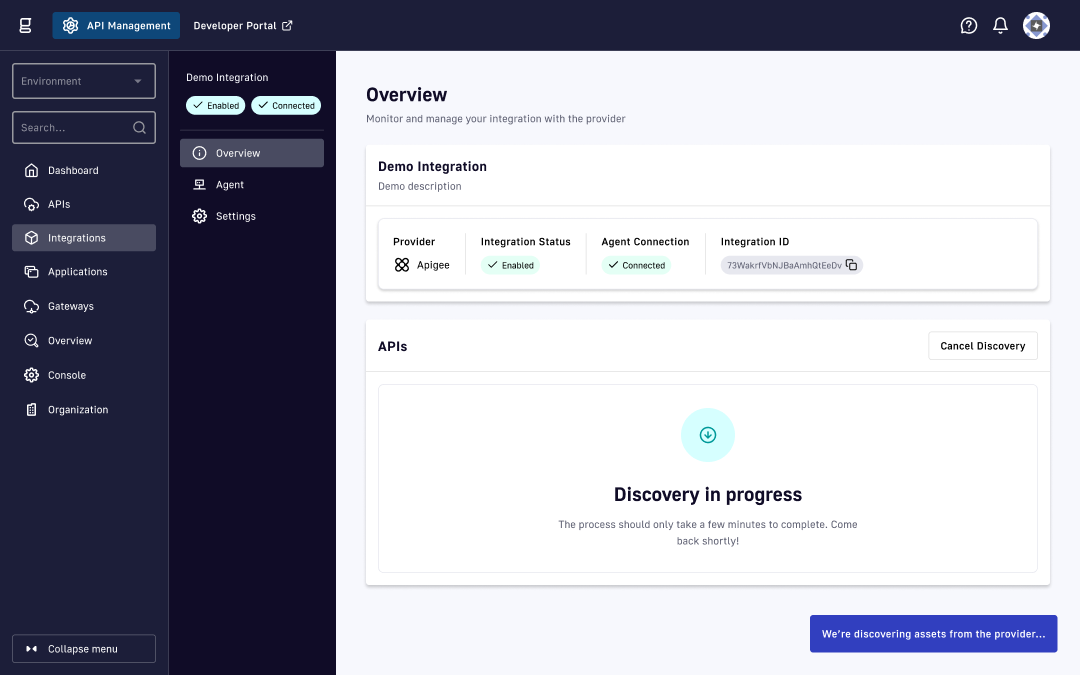 API Management
Developer Portal
Environment
Search...
Dashboard
APIs
Integrations
Applications
Gateways
Overview
Console
Organization
Collapse menu
Demo Integration
Enabled
Connected
Overview
Agent
Settings
Overview
Monitor and manage your integration with the provider
Demo Integration
Demo description
Provider
Apigee
Integration Status
Enabled
Agent Connection
Connected
Integration ID
73WakrfVbNJBaAmhQtEeDv
APIs
Cancel Discovery
Discovery in progress
The process should only take a few minutes to complete. Come
back shortly!
We’re discovering assets from the provider...